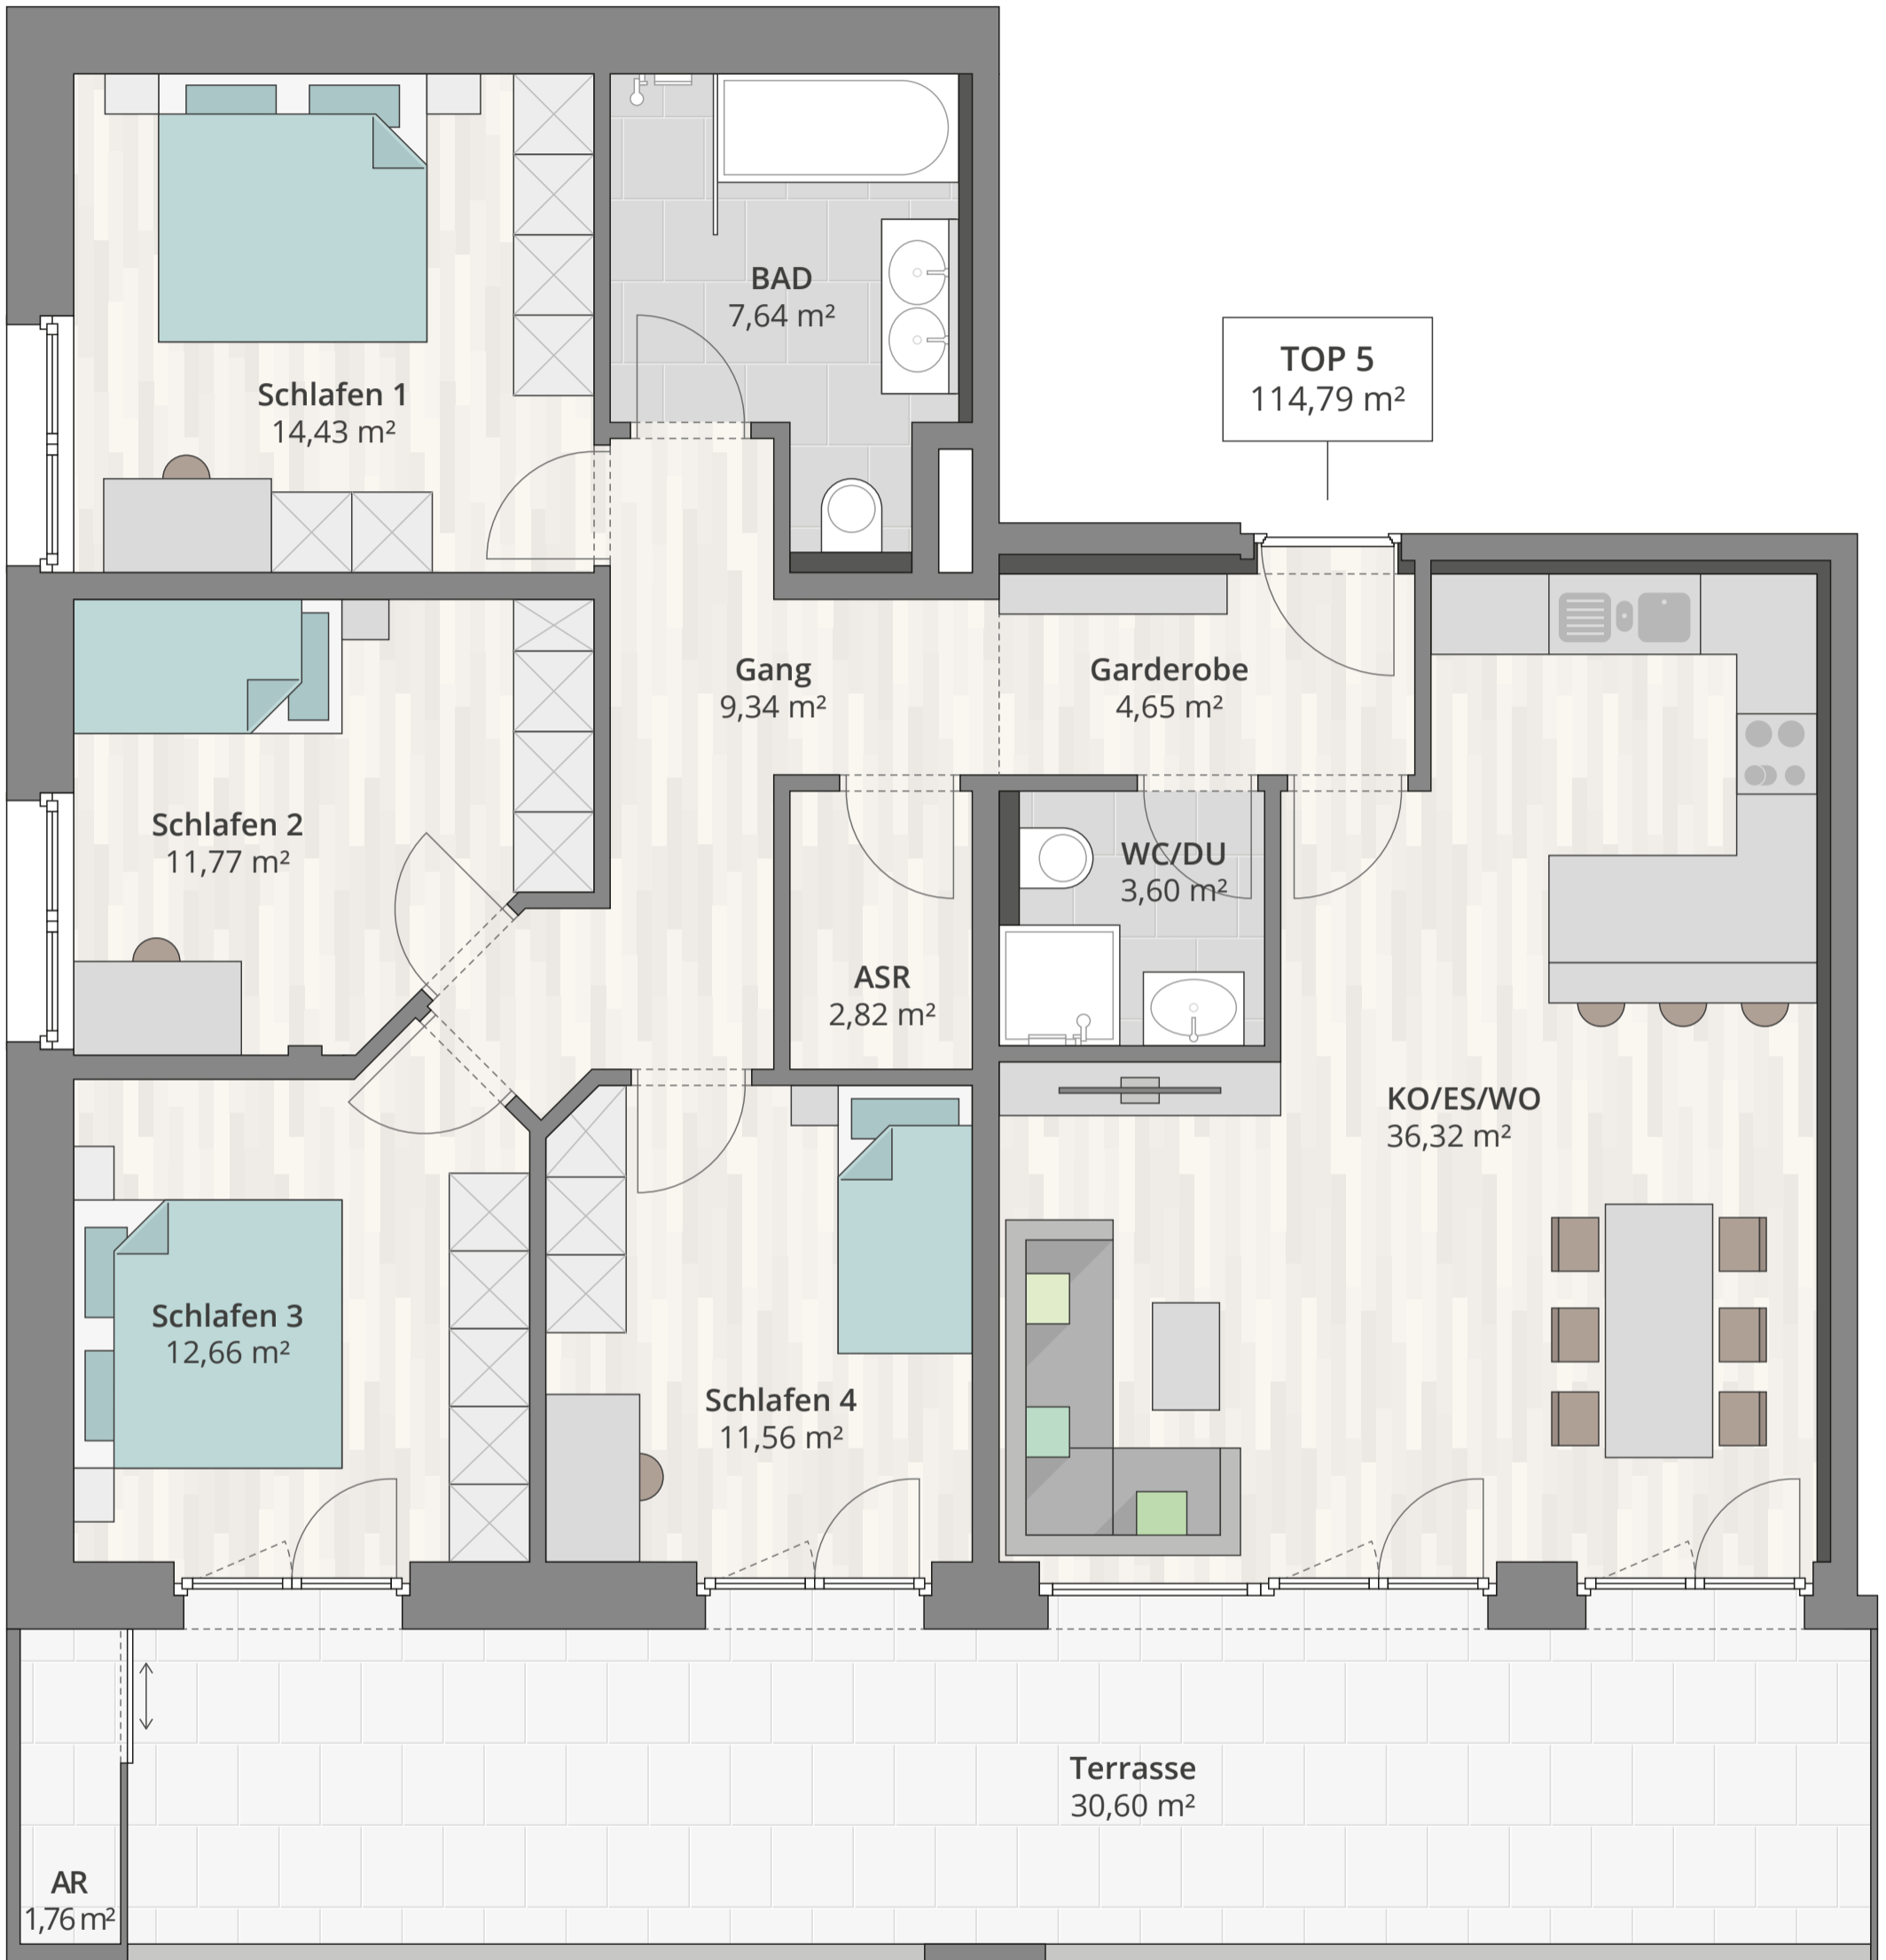 BAD
7,64 m²
TOP 5
114,79 m²
Schlafen 1
14,43 m²
Gang
9,34 m²
Garderobe
4,65 m²
Schlafen 2
11,77 m²
WC/DU
3,60 m²
ASR
2,82 m²
KO/ES/WO
36,32 m²
Schlafen 3
12,66 m²
Schlafen 4
11,56 m²
Terrasse
30,60 m²
AR
1,76 m²